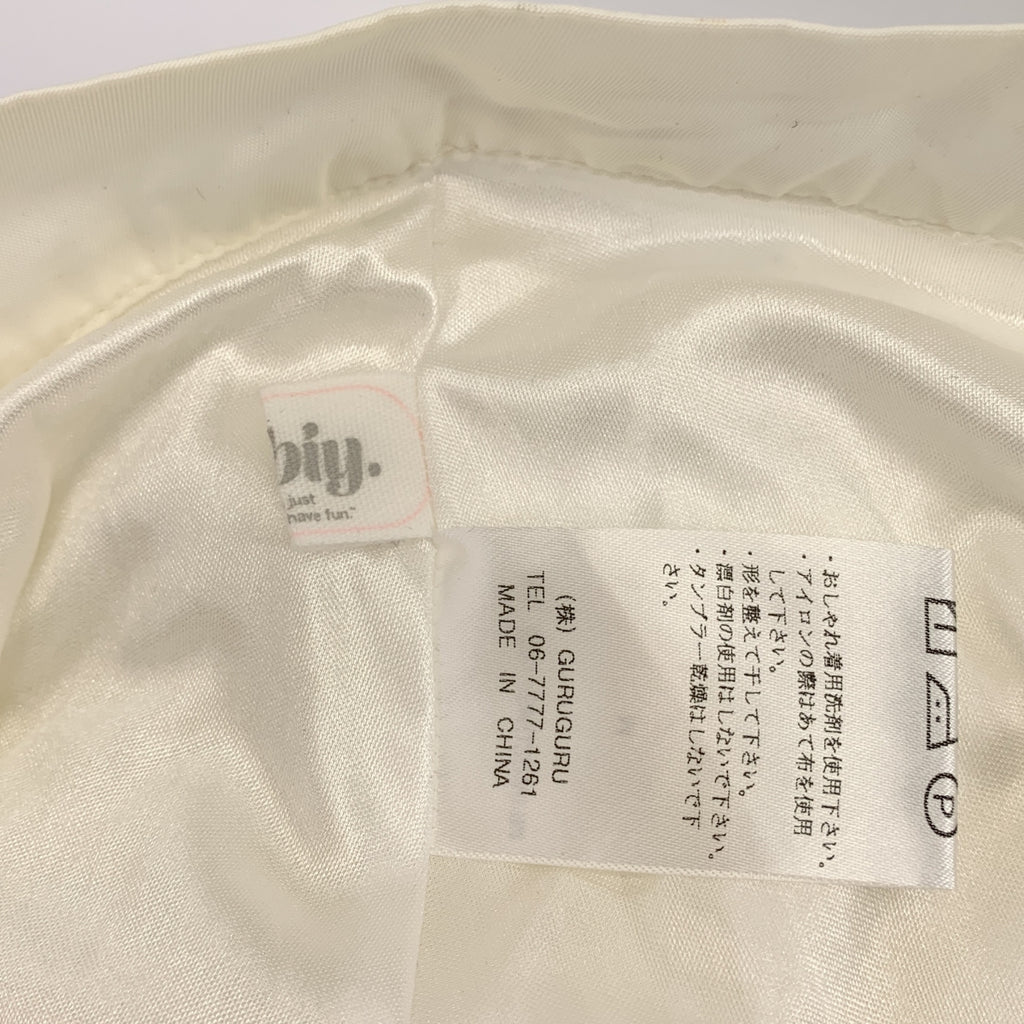 biy.
just
have fun.™
P
・おしゃれ着用洗剤を使用下さい。
・アイロンの際はあて布を使用
して下さい。
・形を整えて干して下さい。
・漂白剤の使用はしないで下さい。
・タンブラー乾燥はしないで下
さい。
(株) GURUGURU
TEL 06-7777-1261
MADE IN CHINA